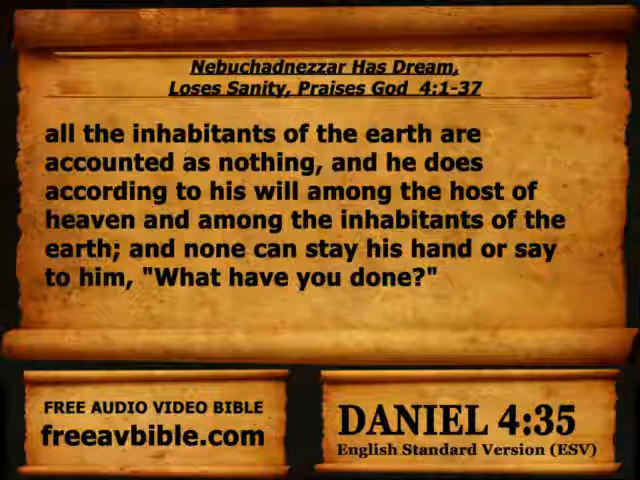 Nebuchadnezzar Has Dream,
Loses Sanity, Praises God  4:1-37
all the inhabitants of the earth are
accounted as nothing, and he does
according to his will among the host of
heaven and among the inhabitants of the
earth; and none can stay his hand or say
to him, "What have you done?"
FREE AUDIO VIDEO BIBLE
freeavbible.com
DANIEL 4:35
English Standard Version (ESV)